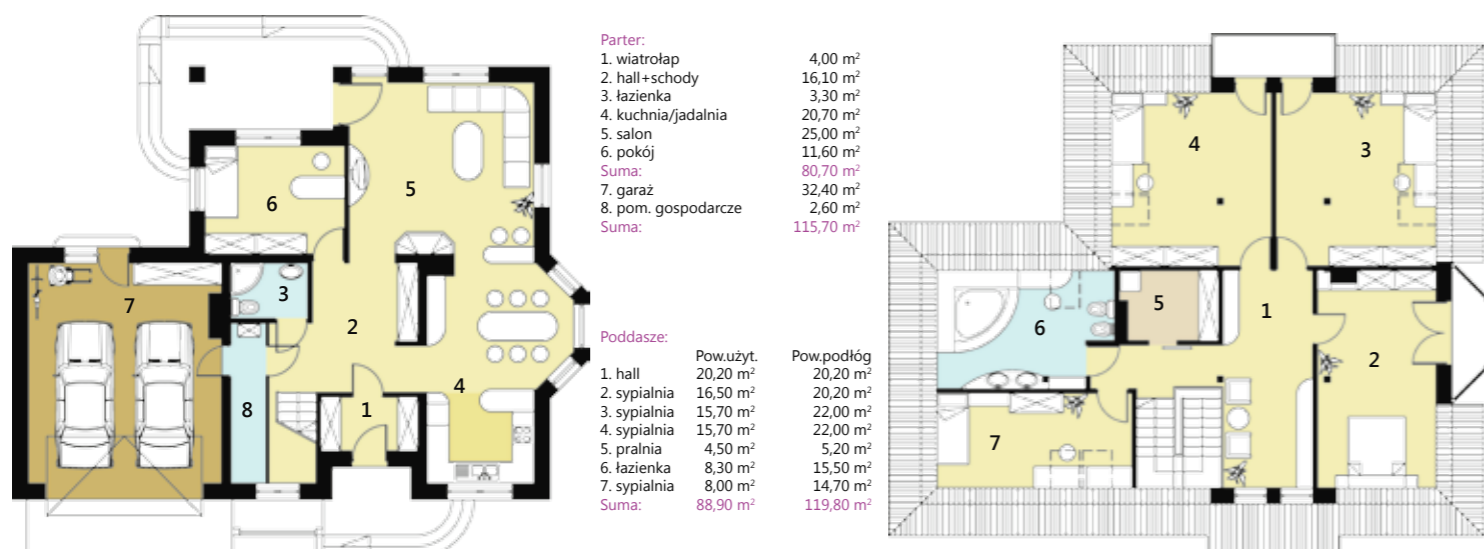 Parter:
1. wiatrołap 4,00 m²
2. hall+schody 16,10 m²
3. łazienka 3,30 m²
4. kuchnia/jadalnia 20,70 m²
5. salon 25,00 m²
6. pokój 11,60 m²
Suma: 80,70 m²
7. garaż 32,40 m²
8. pom. gospodarcze 2,60 m²
Suma: 115,70 m²
Poddasze:
Pow.użyt. Pow.podłóg
1. hall 20,20 m² 20,20 m²
2. sypialnia 16,50 m² 20,20 m²
3. sypialnia 15,70 m² 22,00 m²
4. sypialnia 15,70 m² 22,00 m²
5. pralnia 4,50 m² 5,20 m²
6. łazienka 8,30 m² 15,50 m²
7. sypialnia 8,00 m² 14,70 m²
Suma: 88,90 m² 119,80 m²
6
5
7
3
2
4
1
8
4
3
5
1
6
2
7